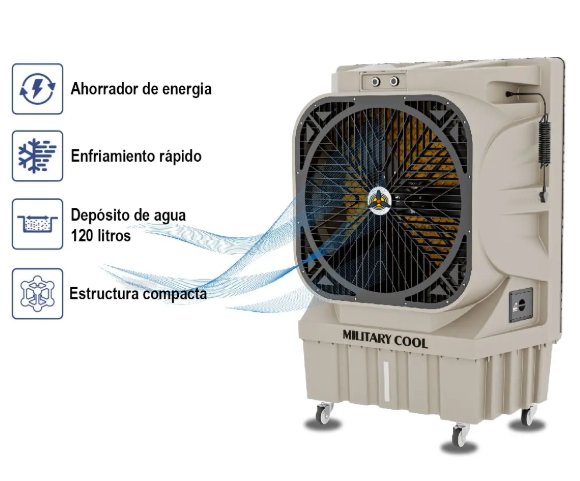 Ahorrador de energia
Enfriamiento rápido
Depósito de agua
120 litros
Estructura compacta
MILITARY COOL